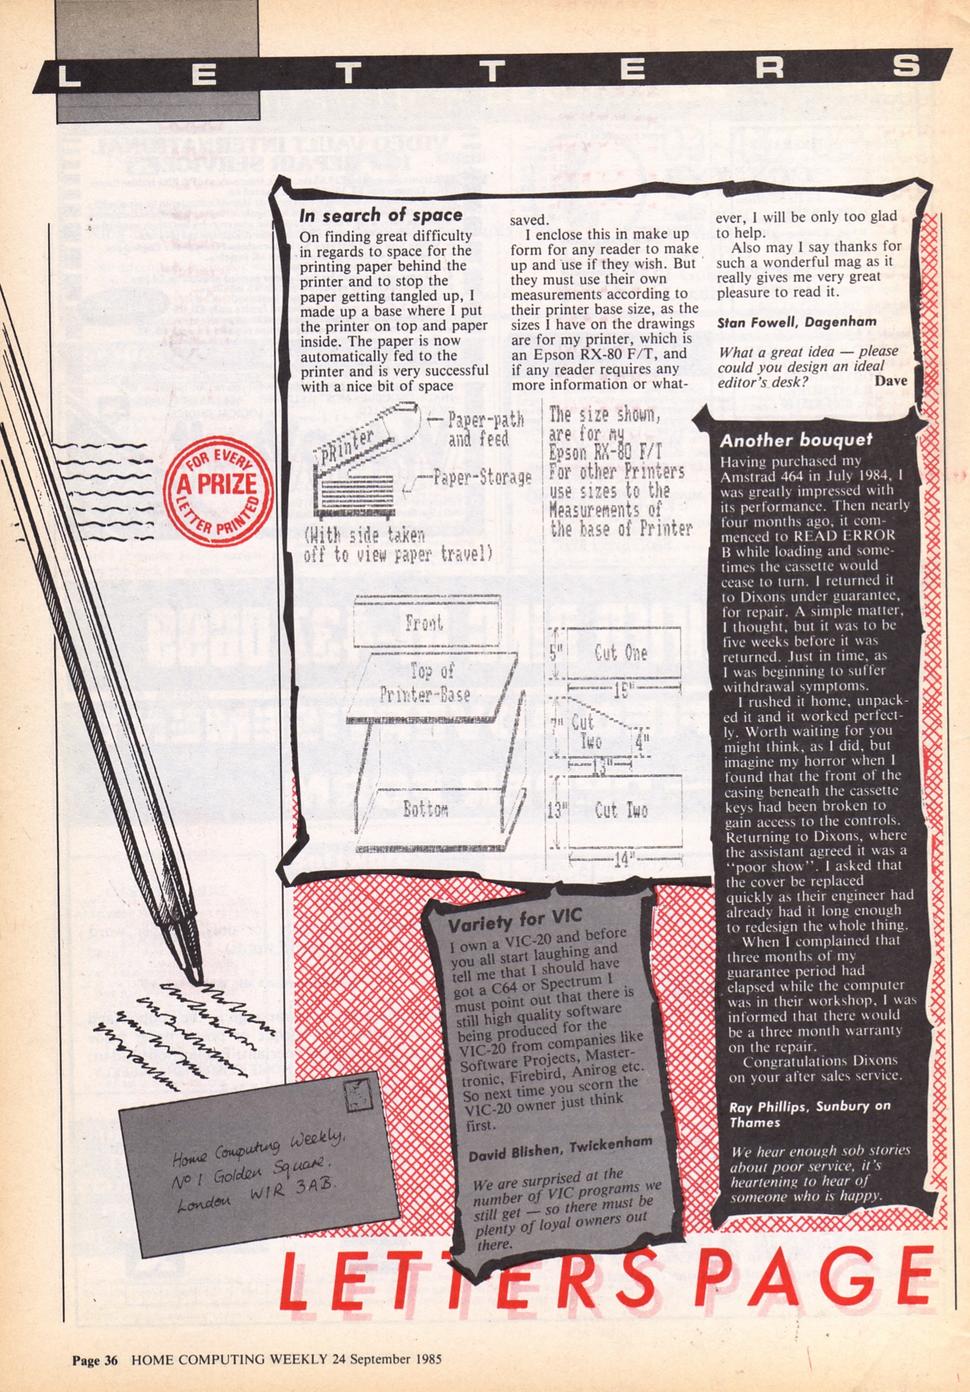 LETTERS
In search of space
On finding great difficulty
in regards to space for the
printing paper behind the
printer and to stop the
paper getting tangled up, I
made up a base where I put
the printer on top and paper
inside. The paper is now
automatically fed to the
printer and is very successful
with a nice bit of space
saved.
I enclose this in make up
form for any reader to make
up and use if they wish. But
they must use their own
measurements according to
their printer base size, as the
sizes I have on the drawings
are for my printer, which is
an Epson RX-80 F/T, and
if any reader requires any
more information or what-
ever, I will be only too glad
to help.
Also may I say thanks for
such a wonderful mag as it
really gives me very great
pleasure to read it.
Stan Fowell, Dagenham
What a great idea — please
could you design an ideal
editor's desk? Dave
printer
Paper-path
and feed
Paper-Storage
(With side taken
off to view paper travel)
The size shown,
are for my
Epson RX-80 F/T
For other Printers
use sizes to the
Measurements of
the base of Printer
Front
Top of
Printer-Base
Bottom
5"
Cut One
15"
7"
Cut
Two
4"
13"
13"
Cut Two
14"
FOR EVERY
A PRIZE
LETTER PRINTED
Another bouquet
Having purchased my
Amstrad 464 in July 1984, I
was greatly impressed with
its performance. Then nearly
four months ago, it com-
menced to READ ERROR
B while loading and some-
times the cassette would
cease to turn. I returned it
to Dixons under guarantee,
for repair. A simple matter,
I thought, but it was to be
five weeks before it was
returned. Just in time, as
I was beginning to suffer
withdrawal symptoms.
I rushed it home, unpack-
ed it and it worked perfect-
ly. Worth waiting for you
might think, as I did, but
imagine my horror when I
found that the front of the
casing beneath the cassette
keys had been broken to
gain access to the controls.
Returning to Dixons, where
the assistant agreed it was a
"poor show". I asked that
the cover be replaced
quickly as their engineer had
already had it long enough
to redesign the whole thing.
When I complained that
three months of my
guarantee period had
elapsed while the computer
was in their workshop, I was
informed that there would
be a three month warranty
on the repair.
Congratulations Dixons
on your after sales service.
Ray Phillips, Sunbury on
Thames
We hear enough sob stories
about poor service, it's
heartening to hear of
someone who is happy.
Variety for VIC
I own a VIC-20 and before
you all start laughing and
tell me that I should have
got a C64 or Spectrum I
must point out that there is
still high quality software
being produced for the
VIC-20 from companies like
Software Projects, Master-
tronic, Firebird, Anirog etc.
So next time you scorn the
VIC-20 owner just think
first.
David Blishen, Twickenham
We are surprised at the
number of VIC programs we
still get — so there must be
plenty of loyal owners out
there.
Home Computing Weekly,
No 1 Golden Square.
London W1R 3AB.
LETTERS PAGE
Page 36 HOME COMPUTING WEEKLY 24 September 1985